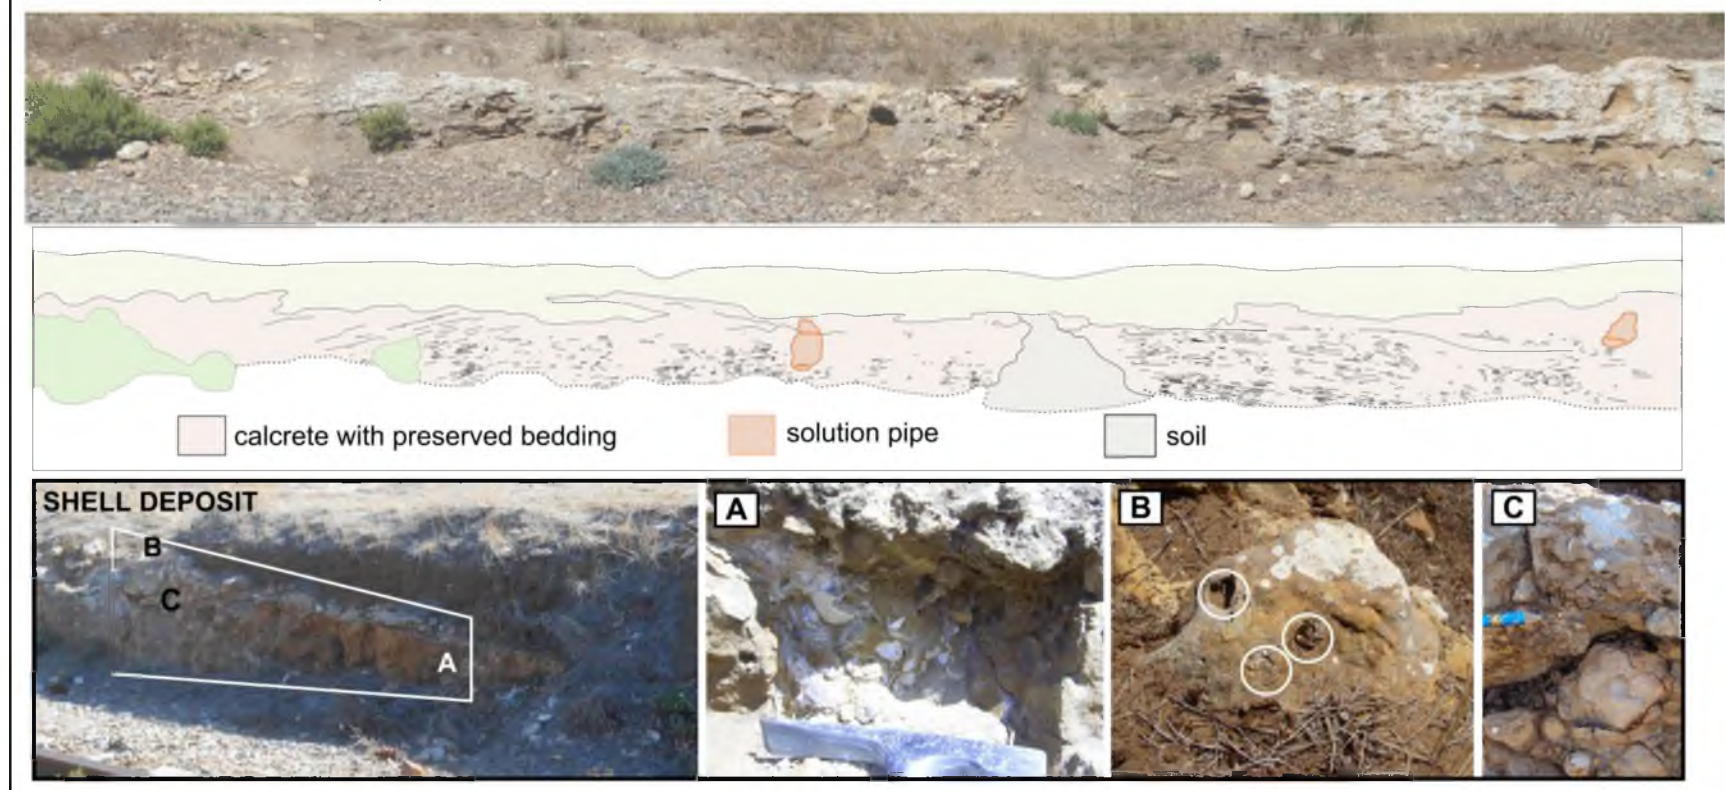 calcrete with preserved bedding
solution pipe
soil
SHELL DEPOSIT
B
C
A
A
B
C